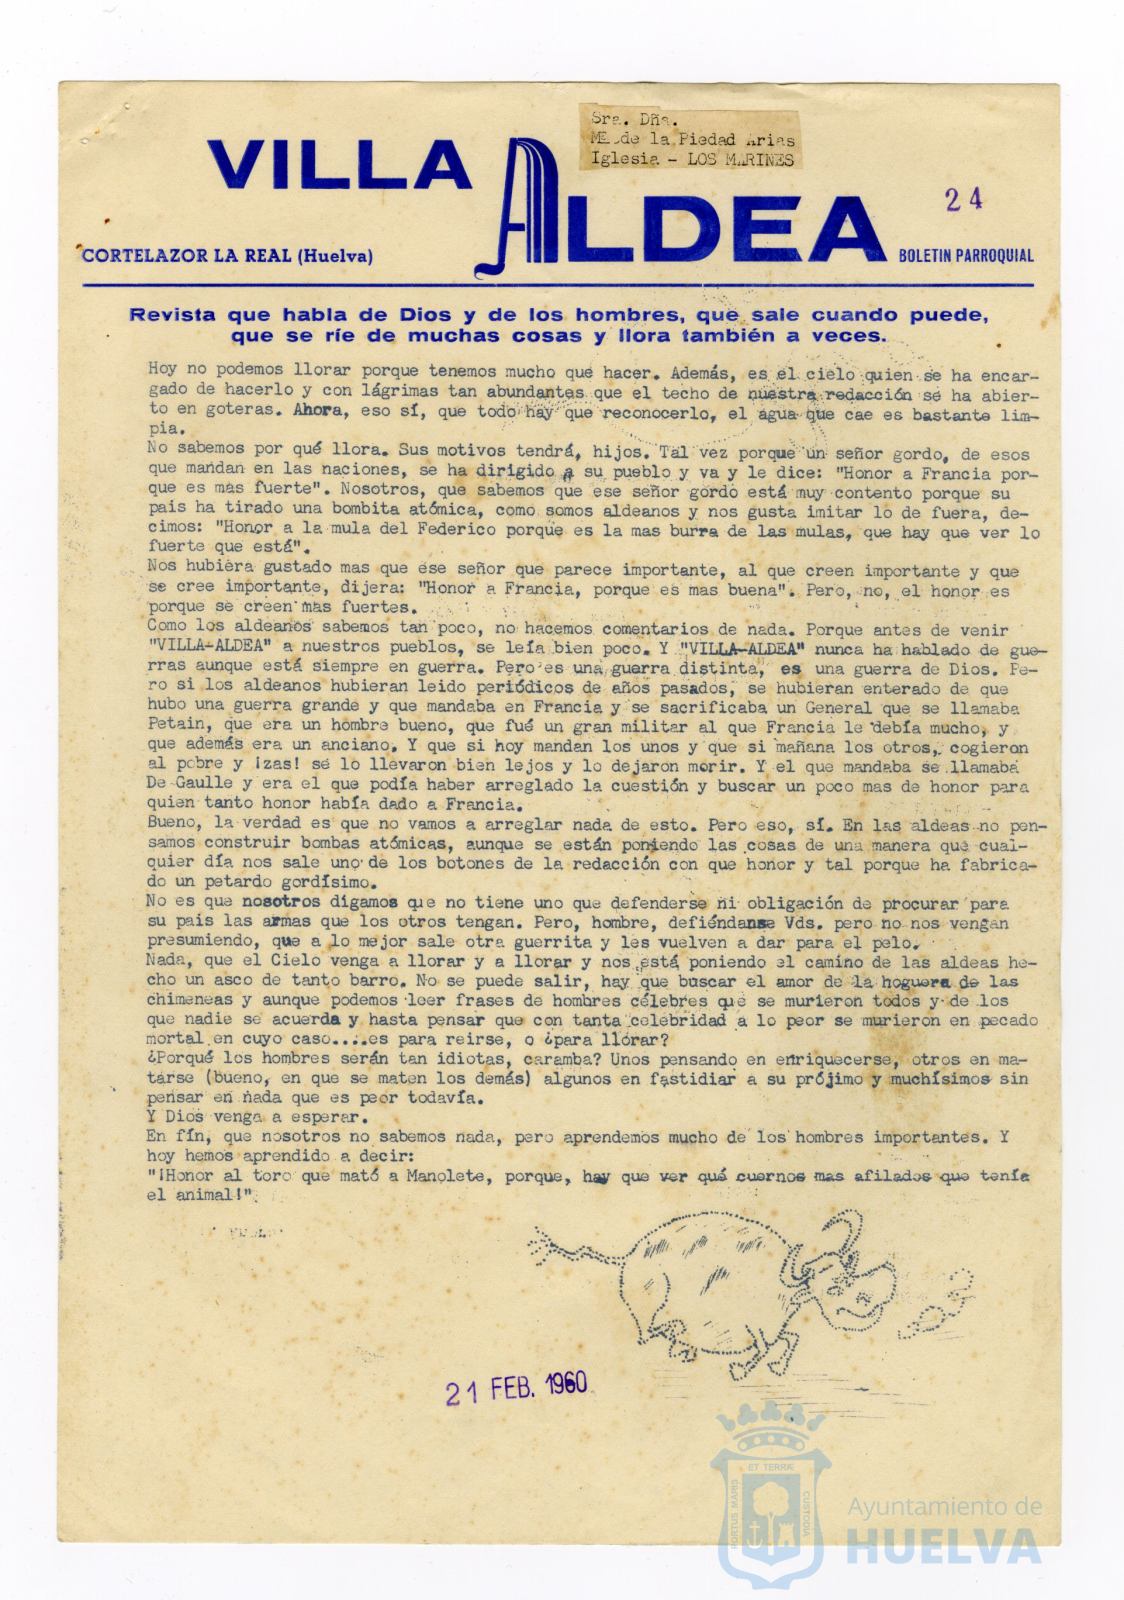 Sra. Dña.
Mª de la Piedad Arias
Iglesia - LOS MARINES
VILLA
ALDEA
24
CORTELAZOR LA REAL (Huelva)
BOLETIN PARROQUIAL
Revista que habla de Dios y de los hombres, que sale cuando puede,
que se ríe de muchas cosas y llora también a veces.
Hoy no podemos llorar porque tenemos mucho que hacer. Además, es el cielo quien se ha encar-
gado de hacerlo y con lágrimas tan abundantes que el techo de nuestra redacción se ha abier-
to en goteras. Ahora, eso sí, que todo hay que reconocerlo, el agua que cae es bastante lim-
pia.
No sabemos por qué llora. Sus motivos tendrá, hijos. Tal vez porque un señor gordo, de esos
que mandan en las naciones, se ha dirigido a su pueblo y va y le dice: "Honor a Francia por-
que es mas fuerte". Nosotros, que sabemos que ese señor gordo está muy contento porque su
pais ha tirado una bombita atómica, como somos aldeanos y nos gusta imitar lo de fuera, de-
cimos: "Honor a la mula del Federico porque es la mas burra de las mulas, que hay que ver lo
fuerte que está".
Nos hubiera gustado mas que ese señor que parece importante, al que creen importante y que
se cree importante, dijera: "Honor a Francia, porque es mas buena". Pero, no, el honor es
porque se creen mas fuertes.
Como los aldeanos sabemos tan poco, no hacemos comentarios de nada. Porque antes de venir
"VILLA-ALDEA" a nuestros pueblos, se leía bien poco. Y "VILLA-ALDEA" nunca ha hablado de gue-
rras aunque está siempre en guerra. Pero es una guerra distinta, es una guerra de Dios. Pe-
ro si los aldeanos hubieran leido periódicos de años pasados, se hubieran enterado de que
hubo una guerra grande y que mandaba en Francia y se sacrificaba un General que se llamaba
Petain, que era un hombre bueno, que fué un gran militar al que Francia le debía mucho, y
que además era un anciano. Y que si hoy mandan los unos y que si mañana los otros, cogieron
al pobre y ¡zas! se lo llevaron bien lejos y lo dejaron morir. Y el que mandaba se llamaba
De Gaulle y era el que podía haber arreglado la cuestión y buscar un poco mas de honor para
quien tanto honor había dado a Francia.
Bueno, la verdad es que no vamos a arreglar nada de esto. Pero eso, sí. En las aldeas no pen-
samos construir bombas atómicas, aunque se están poniendo las cosas de una manera que cual-
quier día nos sale uno de los botones de la redacción con que honor y tal porque ha fabrica-
do un petardo gordísimo.
No es que nosotros digamos que no tiene uno que defenderse ni obligación de procurar para
su pais las armas que los otros tengan. Pero, hombre, defiéndanse Vds. pero no nos vengan
presumiendo, que a lo mejor sale otra guerrita y les vuelven a dar para el pelo.
Nada, que el Cielo venga a llorar y a llorar y nos está poniendo el camino de las aldeas he-
cho un asco de tanto barro. No se puede salir, hay que buscar el amor de la hoguera de las
chimeneas y aunque podemos leer frases de hombres célebres que se murieron todos y de los
que nadie se acuerda y hasta pensar que con tanta celebridad a lo peor se murieron en pecado
mortal en cuyo caso....es para reirse, o ¿para llorar?
¿Porqué los hombres serán tan idiotas, caramba? Unos pensando en enriquecerse, otros en ma-
tarse (bueno, en que se maten los demás) algunos en fastidiar a su prójimo y muchísimos sin
pensar en nada que es peor todavía.
Y Dios venga a esperar.
En fín, que nosotros no sabemos nada, pero aprendemos mucho de los hombres importantes. Y
hoy hemos aprendido a decir:
"¡Honor al toro que mató a Manolete, porque, hay que ver qué cuernos mas afilados que tenía
el animal!"
21 FEB. 1960
ET TERRÆ
PORTUS MARIS
CUSTODIA
Ayuntamiento de
HUELVA